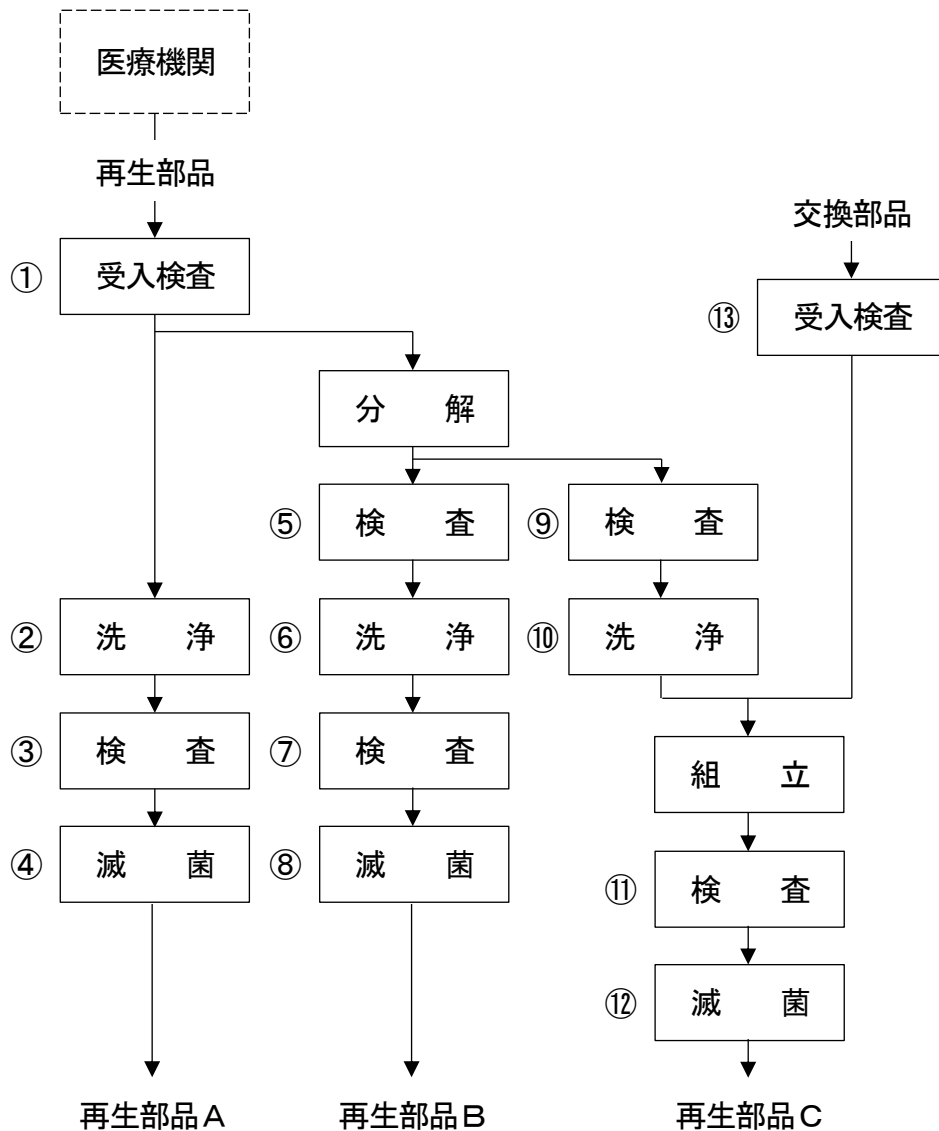 医療機関
再生部品
交換部品
① 受入検査
⑬ 受入検査
分 解
⑤ 検 査
⑨ 検 査
② 洗 浄
⑥ 洗 浄
⑩ 洗 浄
③ 検 査
⑦ 検 査
組 立
④ 滅 菌
⑧ 滅 菌
⑪ 検 査
⑫ 滅 菌
再生部品A
再生部品B
再生部品C